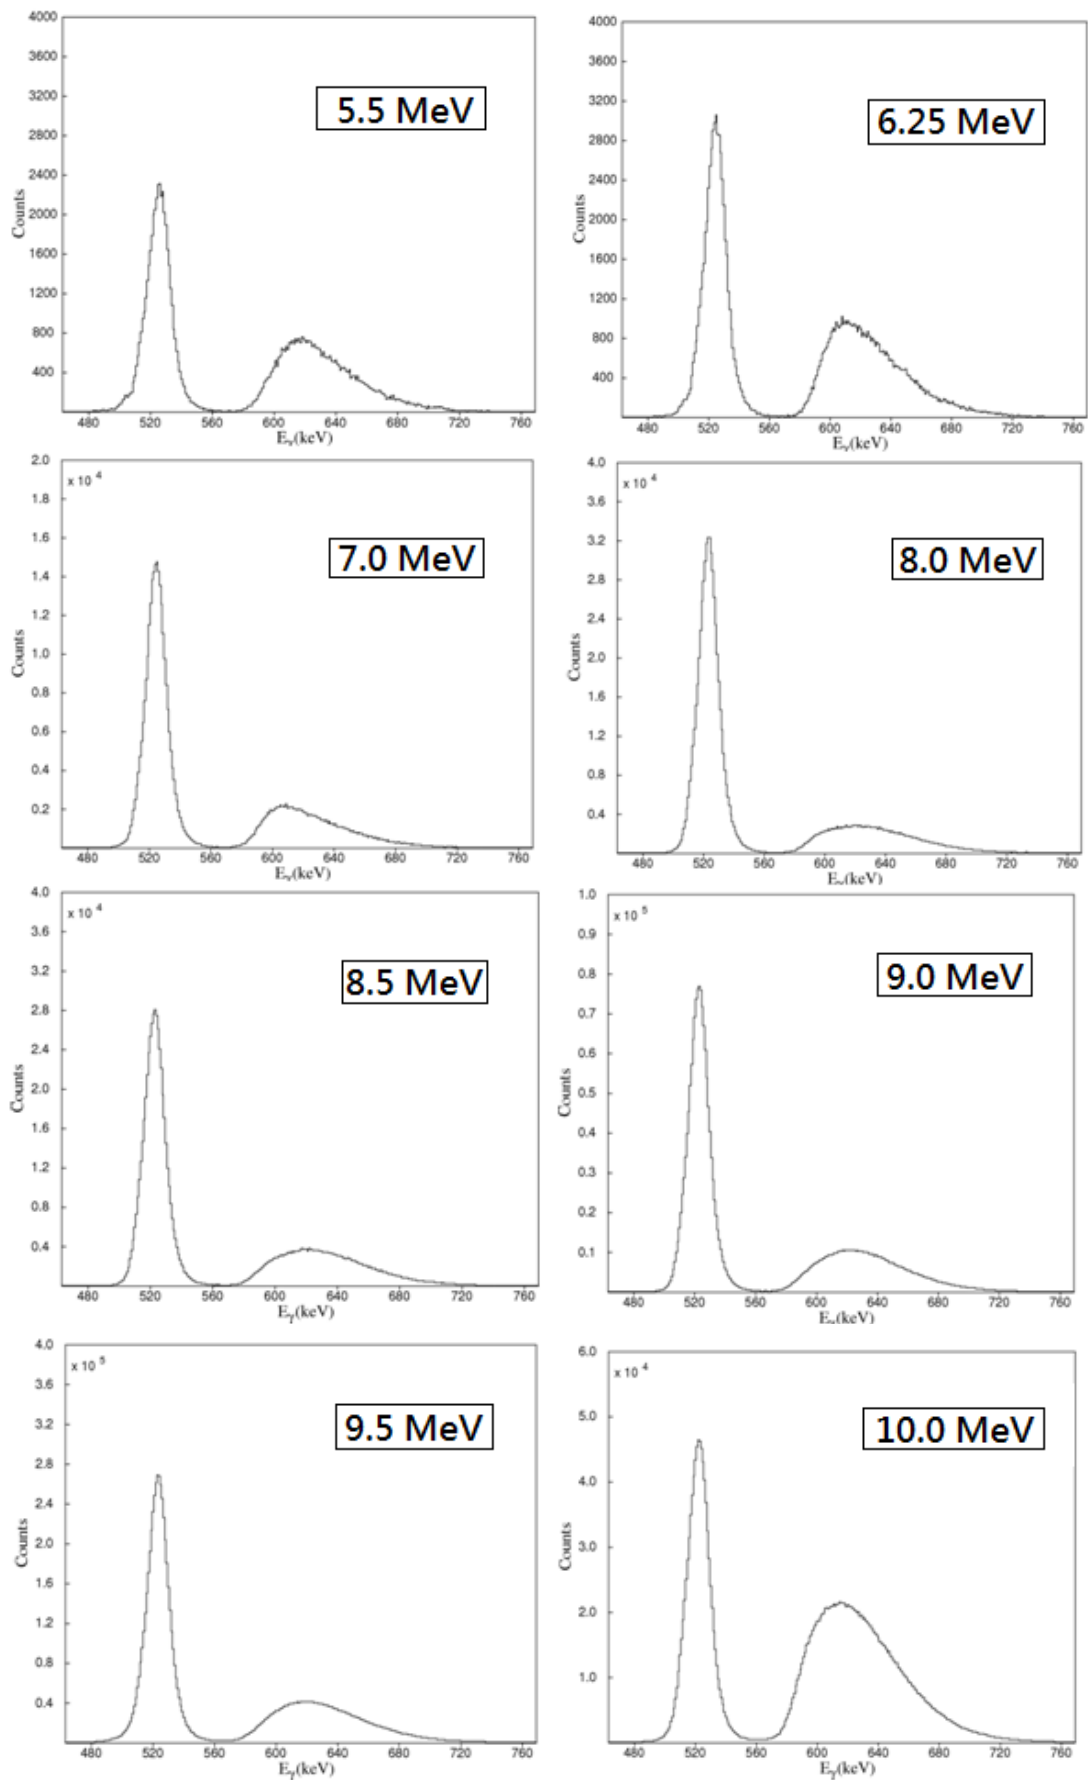 4000
3600
3200
2800
2400
2000
1600
1200
800
400
Counts
5.5 MeV
480 520 560 600 640 680 720 760
Eγ(keV)
4000
3600
3200
2800
2400
2000
1600
1200
800
400
Counts
6.25 MeV
480 520 560 600 640 680 720 760
Eγ(keV)
2.0
x 10 4
1.8
1.6
1.4
1.2
1.0
0.8
0.6
0.4
0.2
Counts
7.0 MeV
480 520 560 600 640 680 720 760
Eγ(keV)
4.0
x 10 4
3.6
3.2
2.8
2.4
2.0
1.6
1.2
0.8
0.4
Counts
8.0 MeV
480 520 560 600 640 680 720 760
Eγ(keV)
4.0
x 10 4
3.6
3.2
2.8
2.4
2.0
1.6
1.2
0.8
0.4
Counts
8.5 MeV
480 520 560 600 640 680 720 760
Eγ(keV)
1.0
x 10 5
0.9
0.8
0.7
0.6
0.5
0.4
0.3
0.2
0.1
Counts
9.0 MeV
480 520 560 600 640 680 720 760
Eγ(keV)
4.0
x 10 5
3.6
3.2
2.8
2.4
2.0
1.6
1.2
0.8
0.4
Counts
9.5 MeV
480 520 560 600 640 680 720 760
Eγ(keV)
6.0
x 10 4
5.0
4.0
3.0
2.0
1.0
Counts
10.0 MeV
480 520 560 600 640 680 720 760
Eγ(keV)